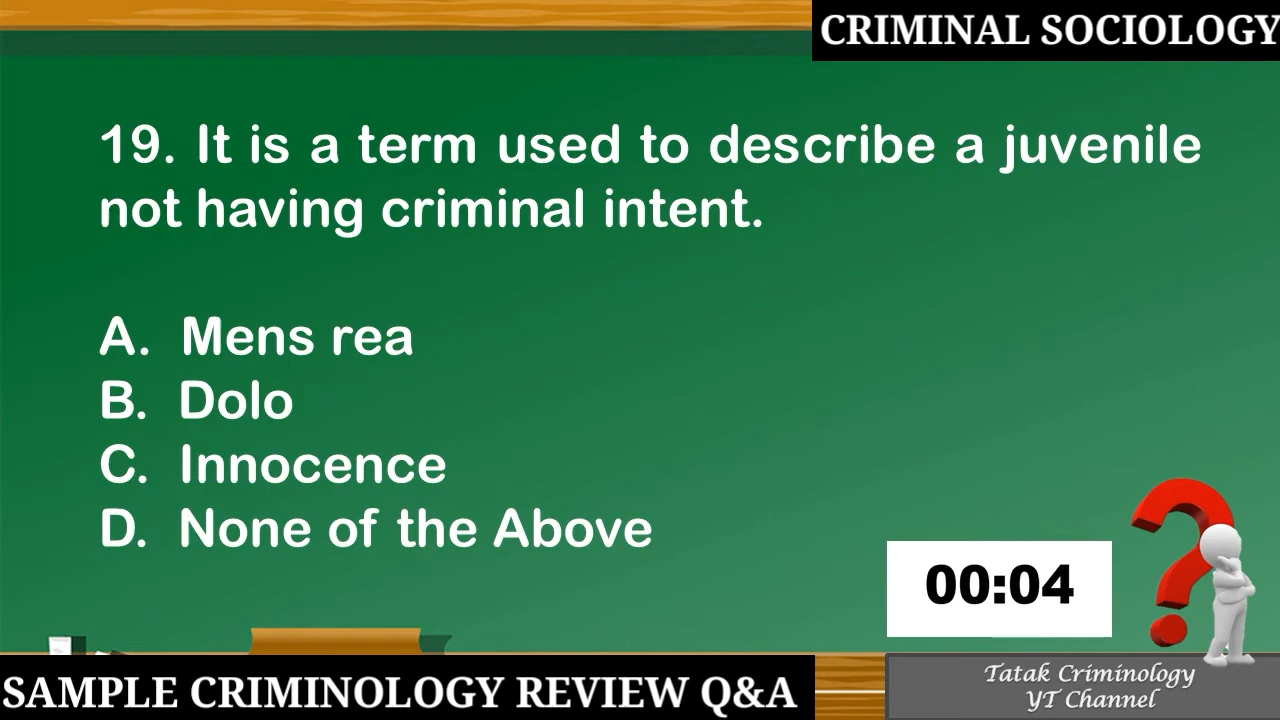 CRIMINAL SOCIOLOGY
19. It is a term used to describe a juvenile
not having criminal intent.
A. Mens rea
B. Dolo
C. Innocence
D. None of the Above
00:04
SAMPLE CRIMINOLOGY REVIEW Q&A
Tatak Criminology
YT Channel